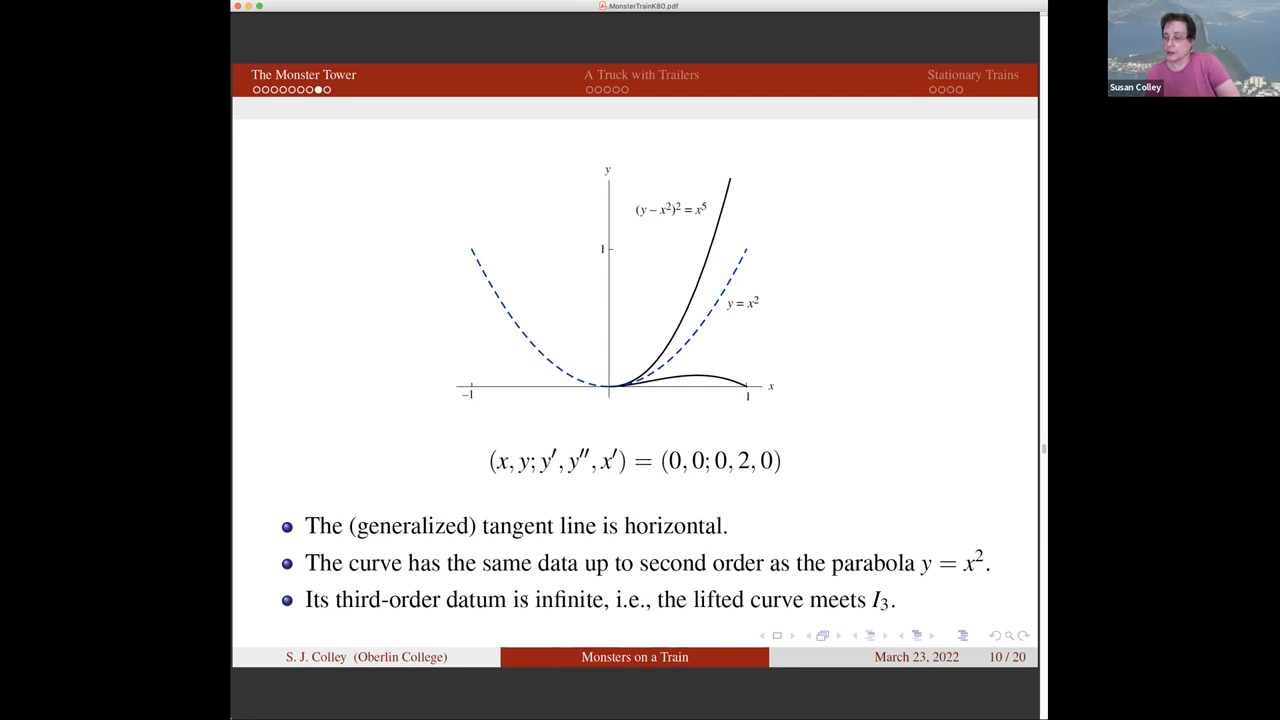 MonsterTrainK80.pdf
The Monster Tower
A Truck with Trailers
Stationary Trains
Susan Colley
y
(y – x²)² = x⁵
1
y = x²
–1
1
x
(x, y; y′, y″, x′) = (0, 0; 0, 2, 0)
The (generalized) tangent line is horizontal.
The curve has the same data up to second order as the parabola y = x².
Its third-order datum is infinite, i.e., the lifted curve meets I₃.
S. J. Colley (Oberlin College)
Monsters on a Train
March 23, 2022
10 / 20